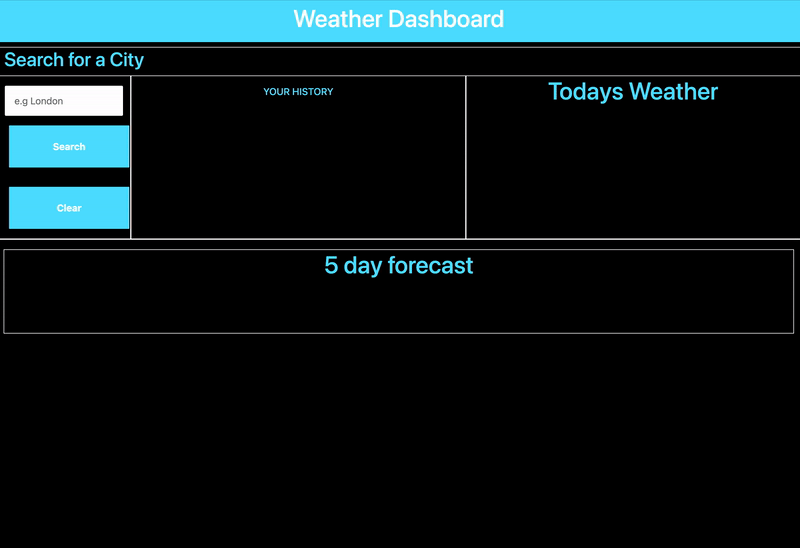 Weather Dashboard
Search for a City
e.g London
Search
Clear
YOUR HISTORY
Todays Weather
5 day forecast